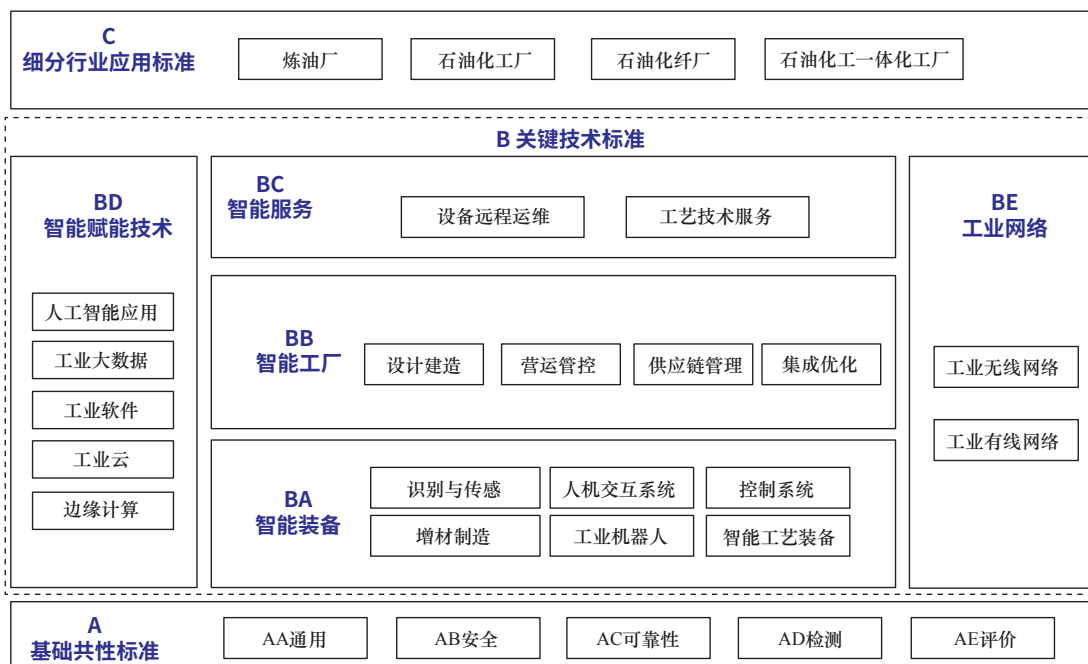 C
细分行业应用标准
炼油厂
石油化工厂
石油化纤厂
石油化工一体化工厂
B 关键技术标准
BD
智能赋能技术
人工智能应用
工业大数据
工业软件
工业云
边缘计算
BC
智能服务
设备远程运维
工艺技术服务
BB
智能工厂
设计建造
营运管控
供应链管理
集成优化
BA
智能装备
识别与传感
人机交互系统
控制系统
增材制造
工业机器人
智能工艺装备
BE
工业网络
工业无线网络
工业有线网络
A
基础共性标准
AA通用
AB安全
AC可靠性
AD检测
AE评价